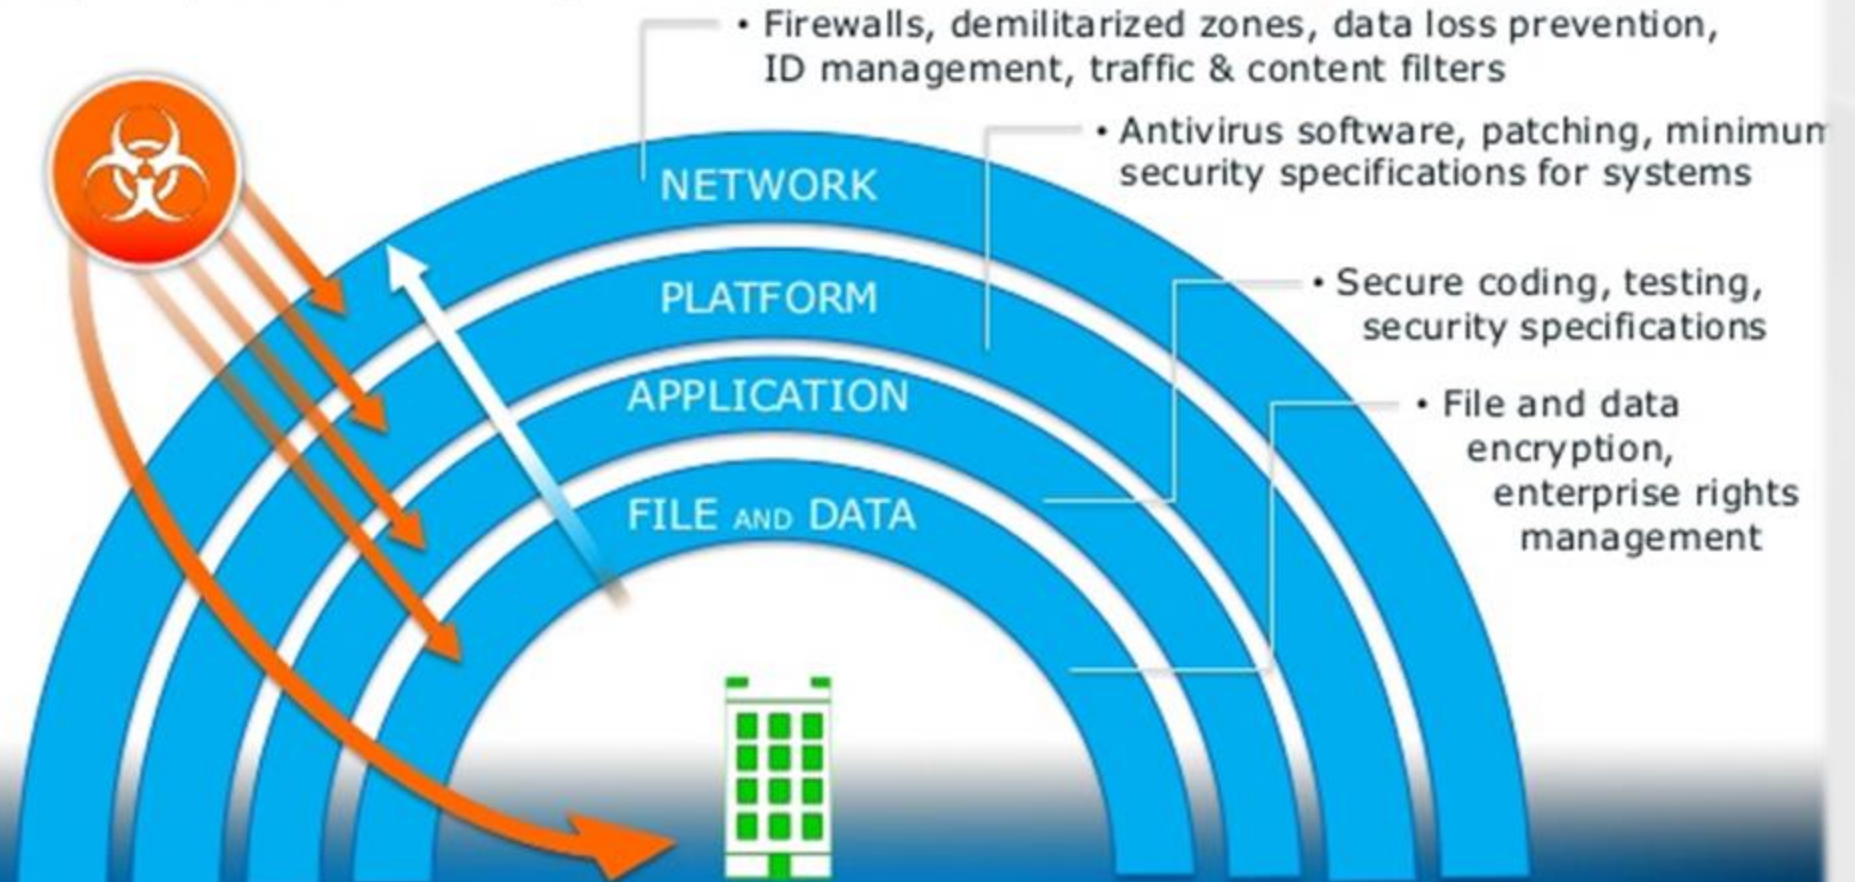 • Firewalls, demilitarized zones, data loss prevention,
ID management, traffic & content filters
• Antivirus software, patching, minimum
security specifications for systems
NETWORK
• Secure coding, testing,
security specifications
PLATFORM
• File and data
encryption,
enterprise rights
management
APPLICATION
FILE AND DATA